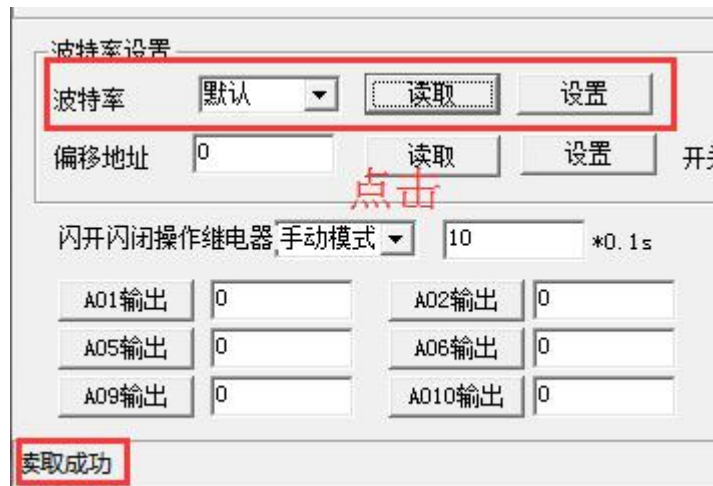 波特率设置
波特率 默认 读取 设置
偏移地址 0 读取 设置 开关
点击
闪开闪闭操作继电器 手动模式 10 *0.1s
A01输出 0 A02输出 0
A05输出 0 A06输出 0
A09输出 0 A010输出 0
读取成功